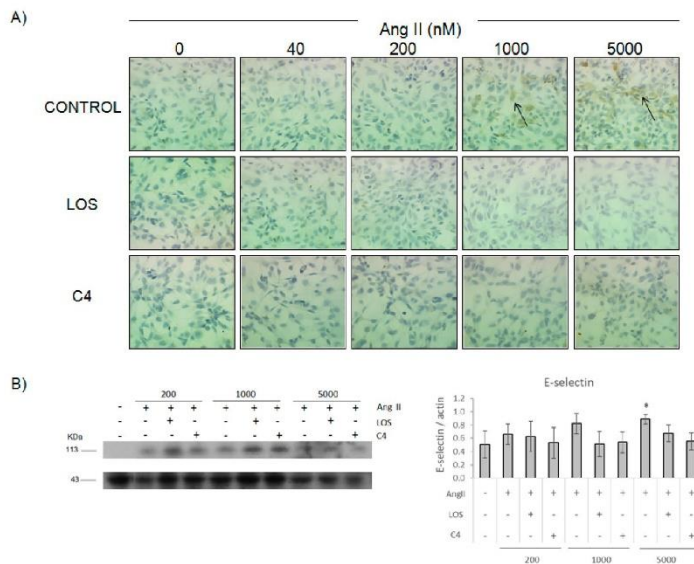 A)
Ang II (nM)
0 40 200 1000 5000
CONTROL
LOS
C4
B)
200 1000 5000
- + + + + + + + + + Ang II
- - + - - + - - + - LOS
- - - + - - + - - + C4
KDa
113
43
E-selectin
*
E-selectin / actin
1.2
1.0
0.8
0.6
0.4
0.2
0.0
AngII - + + + + + + + + +
LOS - - + - - + - - + -
C4 - - - + - - + - - +
200 1000 5000